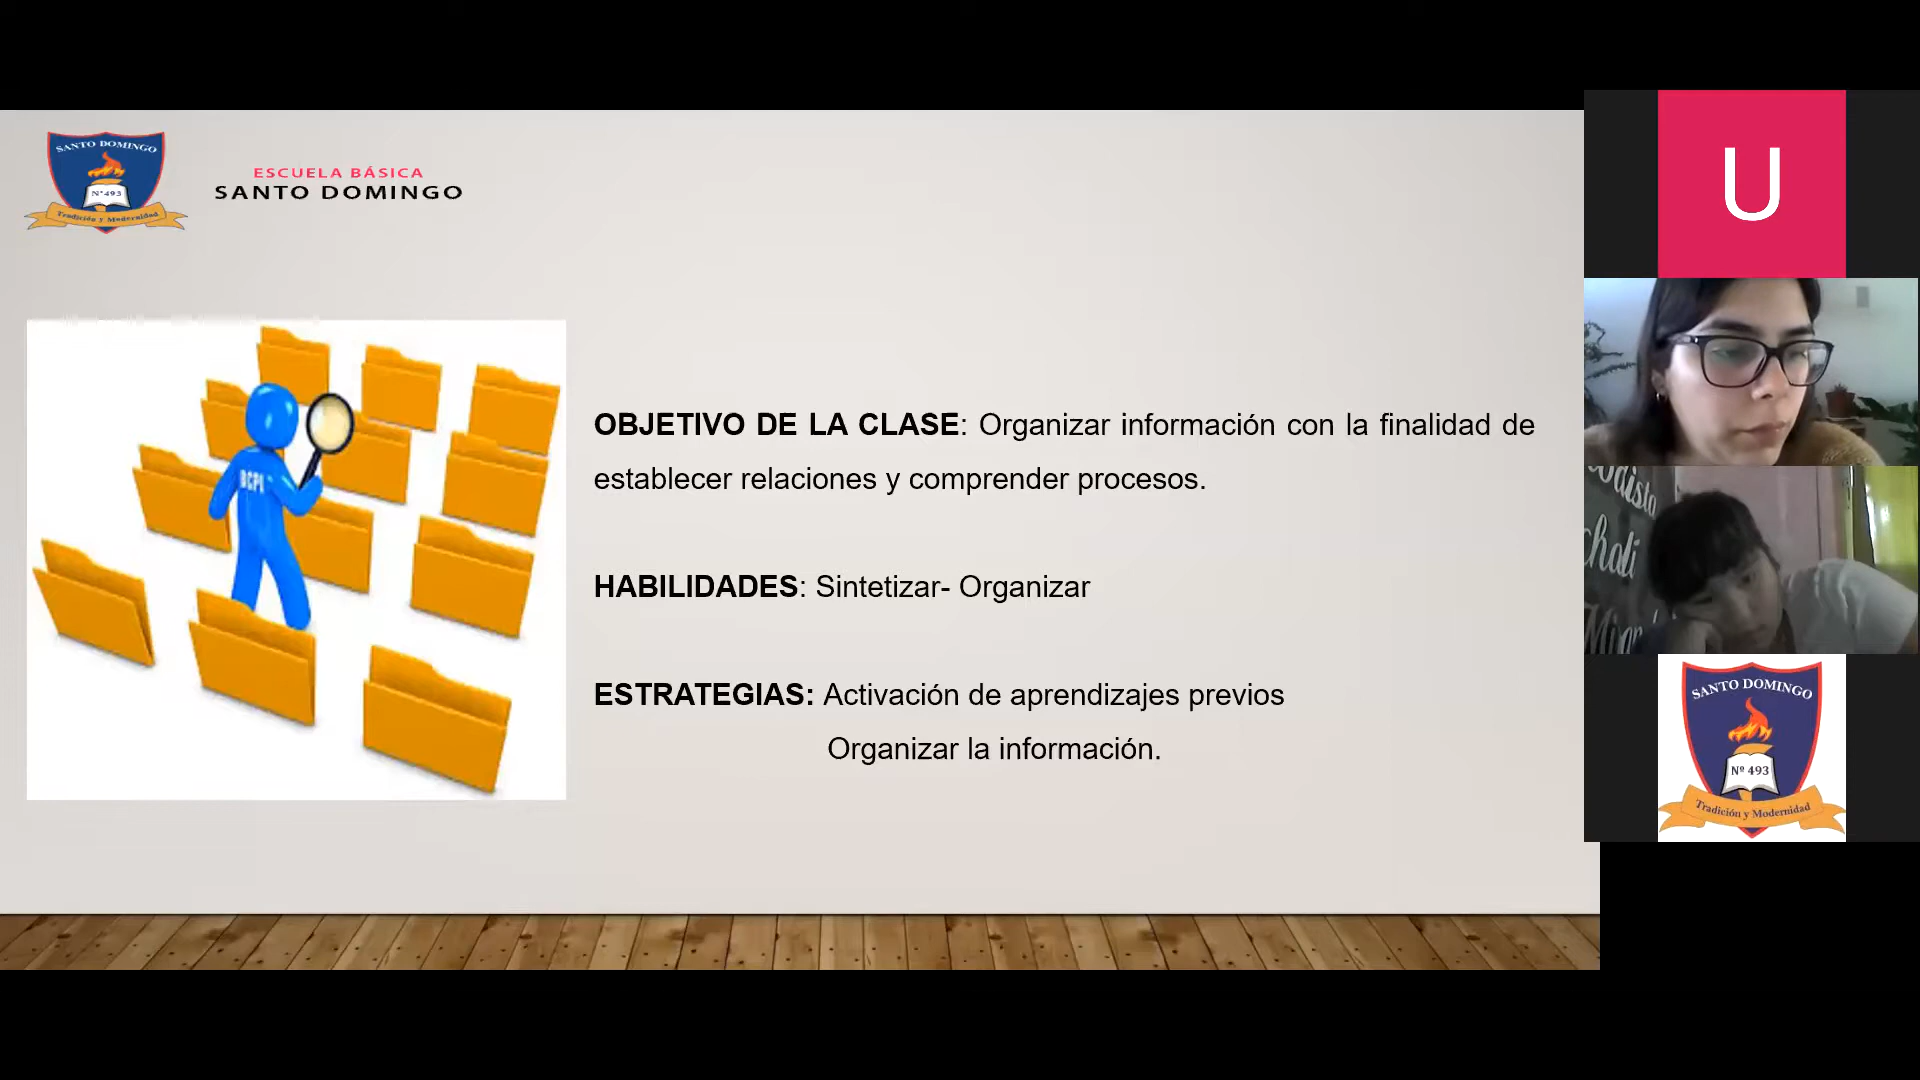 SANTO DOMINGO
Nº493
Tradición y Modernidad
ESCUELA BÁSICA
SANTO DOMINGO
BCPI
OBJETIVO DE LA CLASE: Organizar información con la finalidad de
establecer relaciones y comprender procesos.
HABILIDADES: Sintetizar- Organizar
ESTRATEGIAS: Activación de aprendizajes previos
Organizar la información.
U
SANTO DOMINGO
Nº 493
Tradición y Modernidad